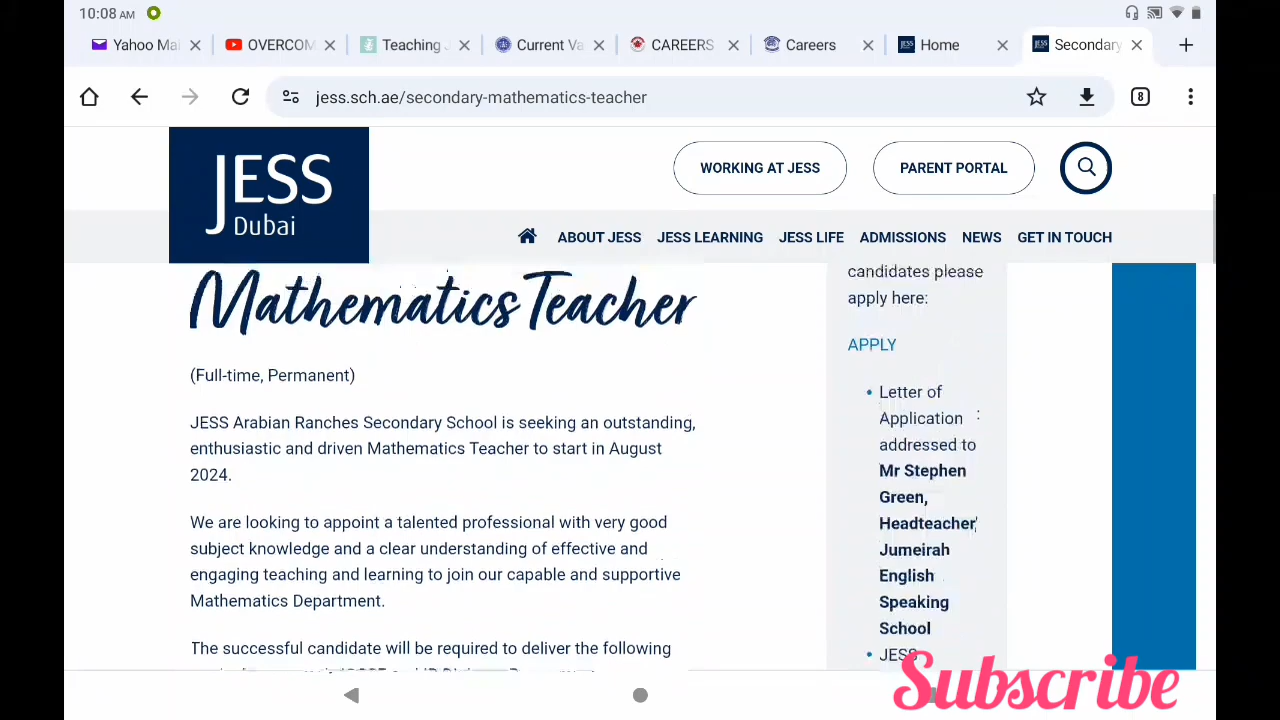 10:08 AM
Yahoo Mai
OVERCOM
Teaching
Current Va
CAREERS
Careers
Home
Secondary
jess.sch.ae/secondary-mathematics-teacher
8
JESS
Dubai
WORKING AT JESS
PARENT PORTAL
ABOUT JESS
JESS LEARNING
JESS LIFE
ADMISSIONS
NEWS
GET IN TOUCH
Mathematics Teacher
(Full-time, Permanent)
JESS Arabian Ranches Secondary School is seeking an outstanding,
enthusiastic and driven Mathematics Teacher to start in August
2024.
We are looking to appoint a talented professional with very good
subject knowledge and a clear understanding of effective and
engaging teaching and learning to join our capable and supportive
Mathematics Department.
The successful candidate will be required to deliver the following
candidates please
apply here:
APPLY
• Letter of
Application
addressed to
Mr Stephen
Green,
Headteacher
Jumeirah
English
Speaking
School
• JESS
Subscribe